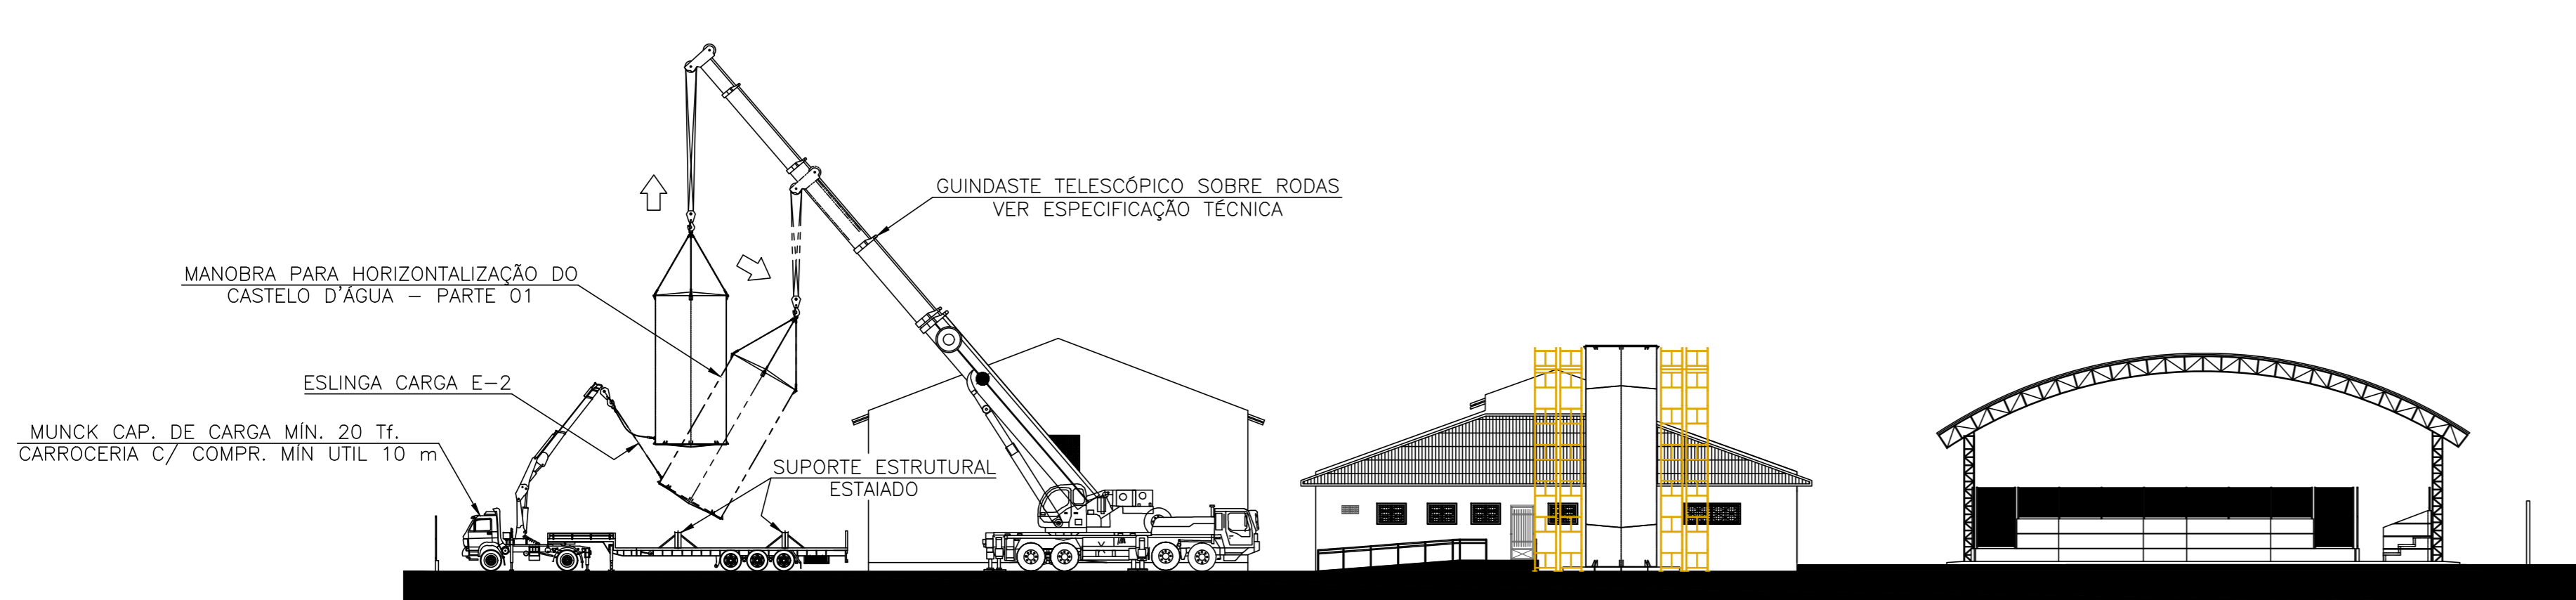 GUINDASTE TELESCÓPICO SOBRE RODAS
VER ESPECIFICAÇÃO TÉCNICA
MANOBRA PARA HORIZONTALIZAÇÃO DO
CASTELO D'ÁGUA – PARTE 01
ESLINGA CARGA E–2
MUNCK CAP. DE CARGA MÍN. 20 Tf.
CARROCERIA C/ COMPR. MÍN UTIL 10 m
SUPORTE ESTRUTURAL
ESTAIADO